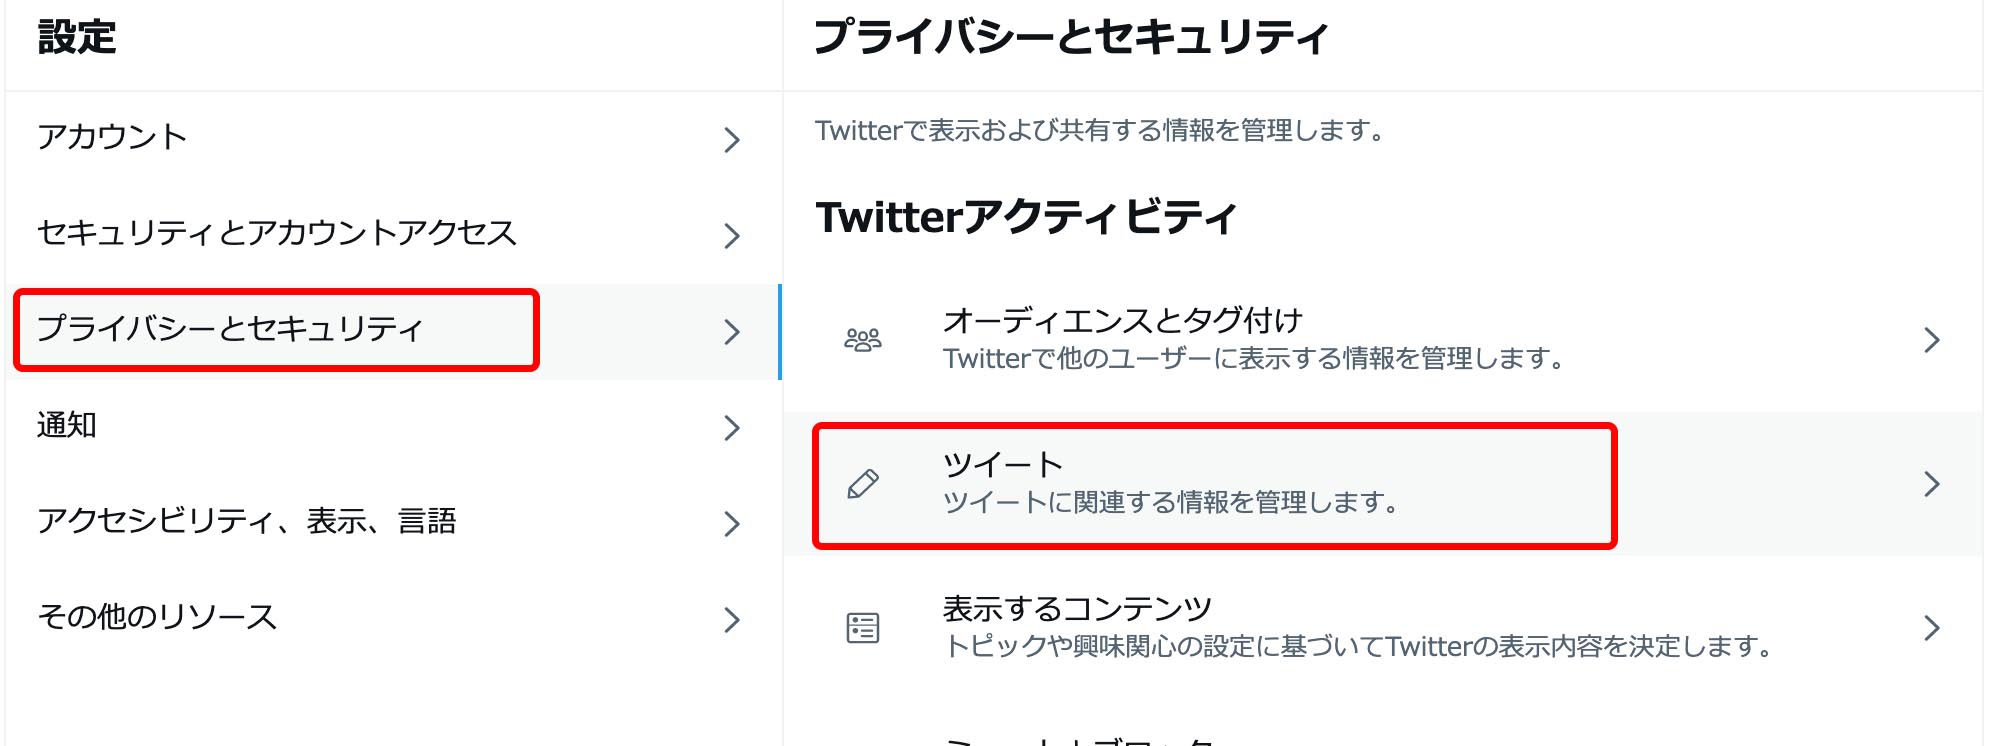 設定
アカウント
セキュリティとアカウントアクセス
プライバシーとセキュリティ
通知
アクセシビリティ、表示、言語
その他のリソース
プライバシーとセキュリティ
Twitterで表示および共有する情報を管理します。
Twitterアクティビティ
オーディエンスとタグ付け
Twitterで他のユーザーに表示する情報を管理します。
ツイート
ツイートに関連する情報を管理します。
表示するコンテンツ
トピックや興味関心の設定に基づいてTwitterの表示内容を決定します。